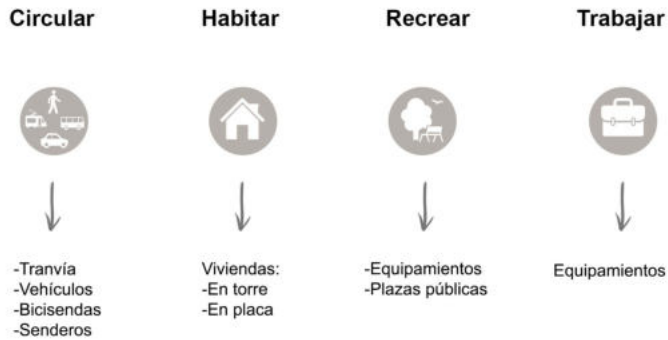 Circular
Habitar
Recrear
Trabajar
-Tranvía
-Vehículos
-Bicisendas
-Senderos
Viviendas:
-En torre
-En placa
-Equipamientos
-Plazas públicas
Equipamientos